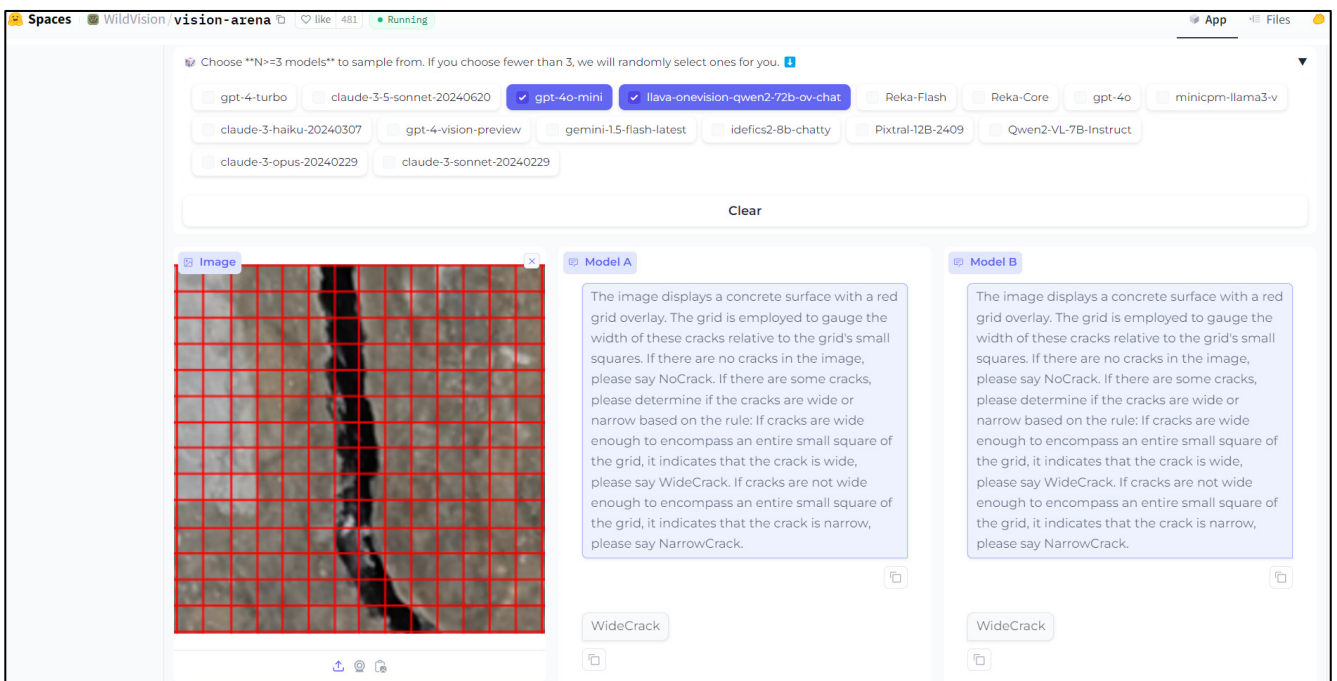 Spaces WildVision/vision-arena like 481 Running App Files
Choose **N>=3 models** to sample from. If you choose fewer than 3, we will randomly select ones for you.
gpt-4-turbo claude-3-5-sonnet-20240620 gpt-4o-mini llava-onevision-qwen2-72b-ov-chat Reka-Flash Reka-Core gpt-4o minicpm-llama3-v
claude-3-haiku-20240307 gpt-4-vision-preview gemini-1.5-flash-latest idefics2-8b-chatty Pixtral-12B-2409 Qwen2-VL-7B-Instruct
claude-3-opus-20240229 claude-3-sonnet-20240229
Clear
Image
Model A
The image displays a concrete surface with a red
grid overlay. The grid is employed to gauge the
width of these cracks relative to the grid's small
squares. If there are no cracks in the image,
please say NoCrack. If there are some cracks,
please determine if the cracks are wide or
narrow based on the rule: If cracks are wide
enough to encompass an entire small square of
the grid, it indicates that the crack is wide,
please say WideCrack. If cracks are not wide
enough to encompass an entire small square of
the grid, it indicates that the crack is narrow,
please say NarrowCrack.
WideCrack
Model B
The image displays a concrete surface with a red
grid overlay. The grid is employed to gauge the
width of these cracks relative to the grid's small
squares. If there are no cracks in the image,
please say NoCrack. If there are some cracks,
please determine if the cracks are wide or
narrow based on the rule: If cracks are wide
enough to encompass an entire small square of
the grid, it indicates that the crack is wide,
please say WideCrack. If cracks are not wide
enough to encompass an entire small square of
the grid, it indicates that the crack is narrow,
please say NarrowCrack.
WideCrack